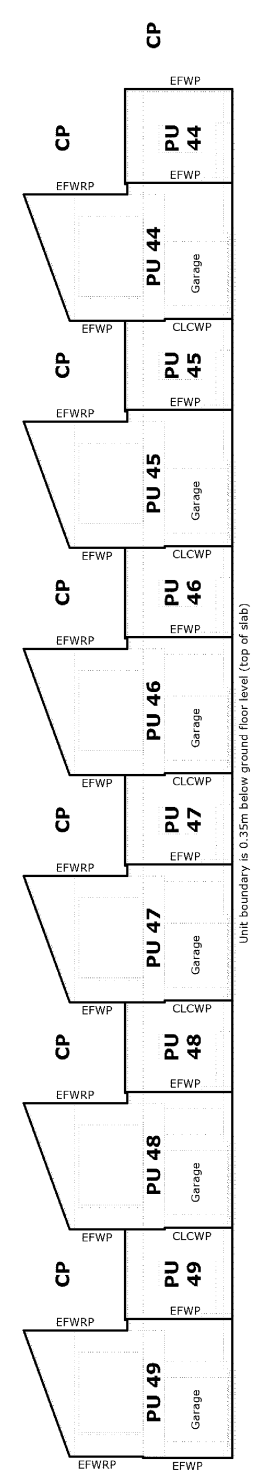 CP
EFWP
CP
PU
44
EFWP
EFWRP
PU 44
Garage
EFWP
CLCWP
CP
PU
45
EFWP
EFWRP
PU 45
Garage
EFWP
CLCWP
CP
PU
46
EFWP
EFWRP
PU 46
Garage
EFWP
CLCWP
CP
PU
47
EFWP
EFWRP
PU 47
Garage
EFWP
CLCWP
CP
PU
48
EFWP
EFWRP
PU 48
Garage
EFWP
CLCWP
CP
PU
49
EFWP
EFWRP
PU 49
Garage
EFWRP
EFWP
Unit boundary is 0.35m below ground floor level (top of slab)